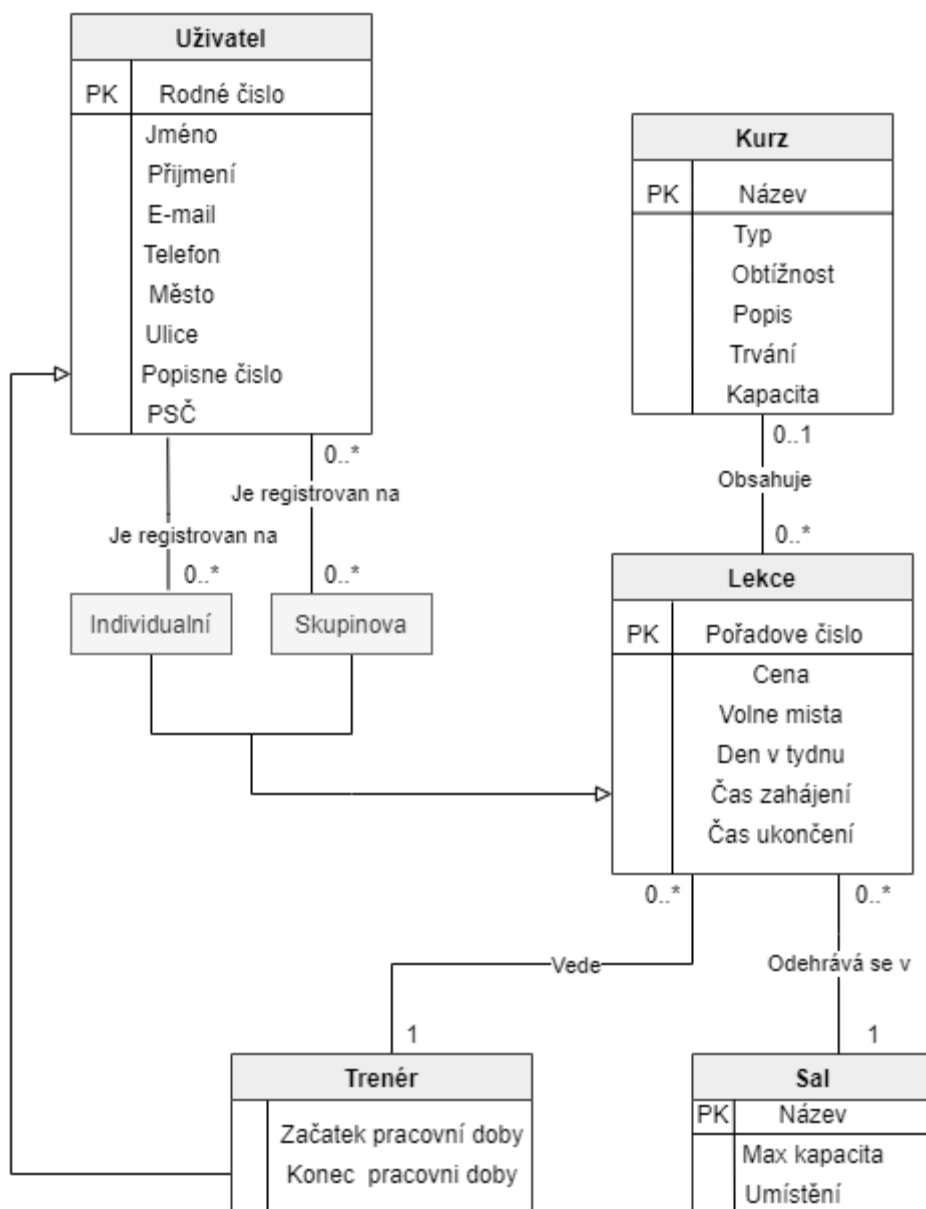 Uživatel
PK Rodné čislo
Jméno
Přijmení
E-mail
Telefon
Město
Ulice
Popisne čislo
PSČ
Kurz
PK Název
Typ
Obtížnost
Popis
Trvání
Kapacita
0..*
Je registrovan na
Je registrovan na
0..*
0..*
Individualní
Skupinova
0..1
Obsahuje
0..*
Lekce
PK Pořadove čislo
Cena
Volne mista
Den v tydnu
Čas zahájení
Čas ukončení
0..*
0..*
Vede
Odehrává se v
1
1
Trenér
Začatek pracovní doby
Konec pracovni doby
Sal
PK Název
Max kapacita
Umístění